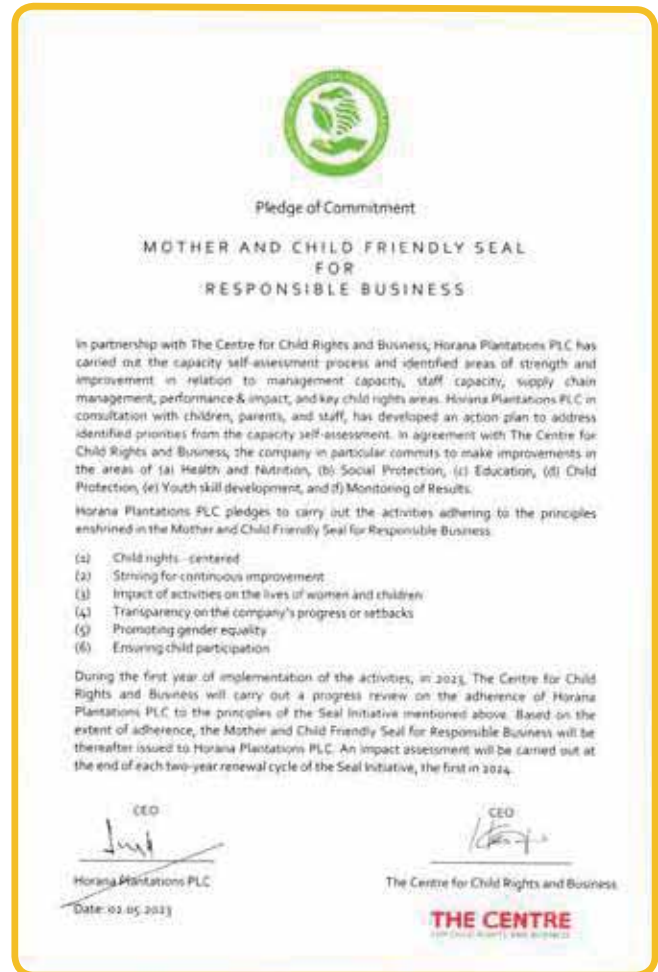 Pledge of Commitment
MOTHER AND CHILD FRIENDLY SEAL
FOR
RESPONSIBLE BUSINESS
In partnership with The Centre for Child Rights and Business, Horana Plantations PLC has
carried out the capacity self-assessment process and identified areas of strength and
improvement in relation to management capacity, staff capacity, supply chain
management, performance & impact, and key child rights areas. Horana Plantations PLC in
consultation with children, parents, and staff, has developed an action plan to address
identified priorities from the capacity self-assessment. In agreement with The Centre for
Child Rights and Business, the company in particular commits to make improvements in
the areas of (a) Health and Nutrition, (b) Social Protection, (c) Education, (d) Child
Protection, (e) Youth skill development, and (f) Monitoring of Results.
Horana Plantations PLC pledges to carry out the activities adhering to the principles
enshrined in the Mother and Child Friendly Seal for Responsible Business
(1) Child rights - centered
(2) Striving for continuous improvement
(3) Impact of activities on the lives of women and children
(4) Transparency on the company's progress or setbacks
(5) Promoting gender equality
(6) Ensuring child participation
During the first year of implementation of the activities, in 2023, The Centre for Child
Rights and Business will carry out a progress review on the adherence of Horana
Plantations PLC to the principles of the Seal Initiative mentioned above. Based on the
extent of adherence, the Mother and Child Friendly Seal for Responsible Business will be
thereafter issued to Horana Plantations PLC. An impact assessment will be carried out at
the end of each two-year renewal cycle of the Seal Initiative, the first in 2024.
CEO
CEO
Horana Plantations PLC
The Centre for Child Rights and Business
Date: 02.05.2023
THE CENTRE
FOR CHILD RIGHTS AND BUSINESS